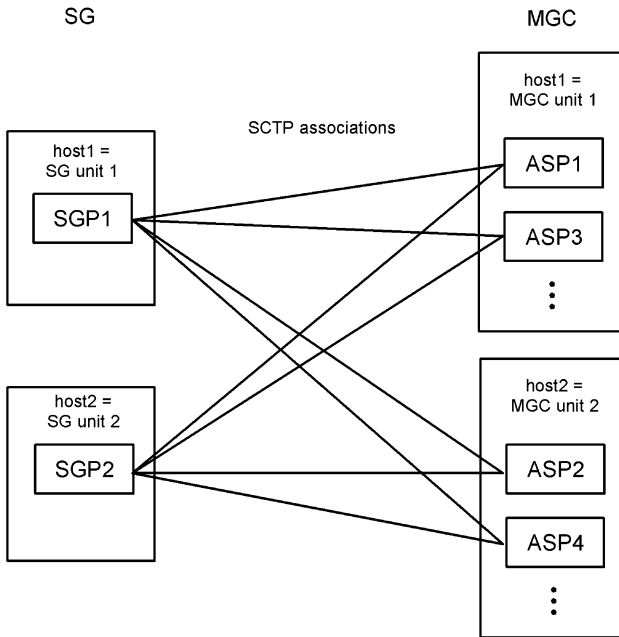 SG
MGC
host1 =
MGC unit 1
SCTP associations
host1 =
SG unit 1
ASP1
SGP1
ASP3
host2 =
MGC unit 2
host2 =
SG unit 2
SGP2
ASP2
ASP4